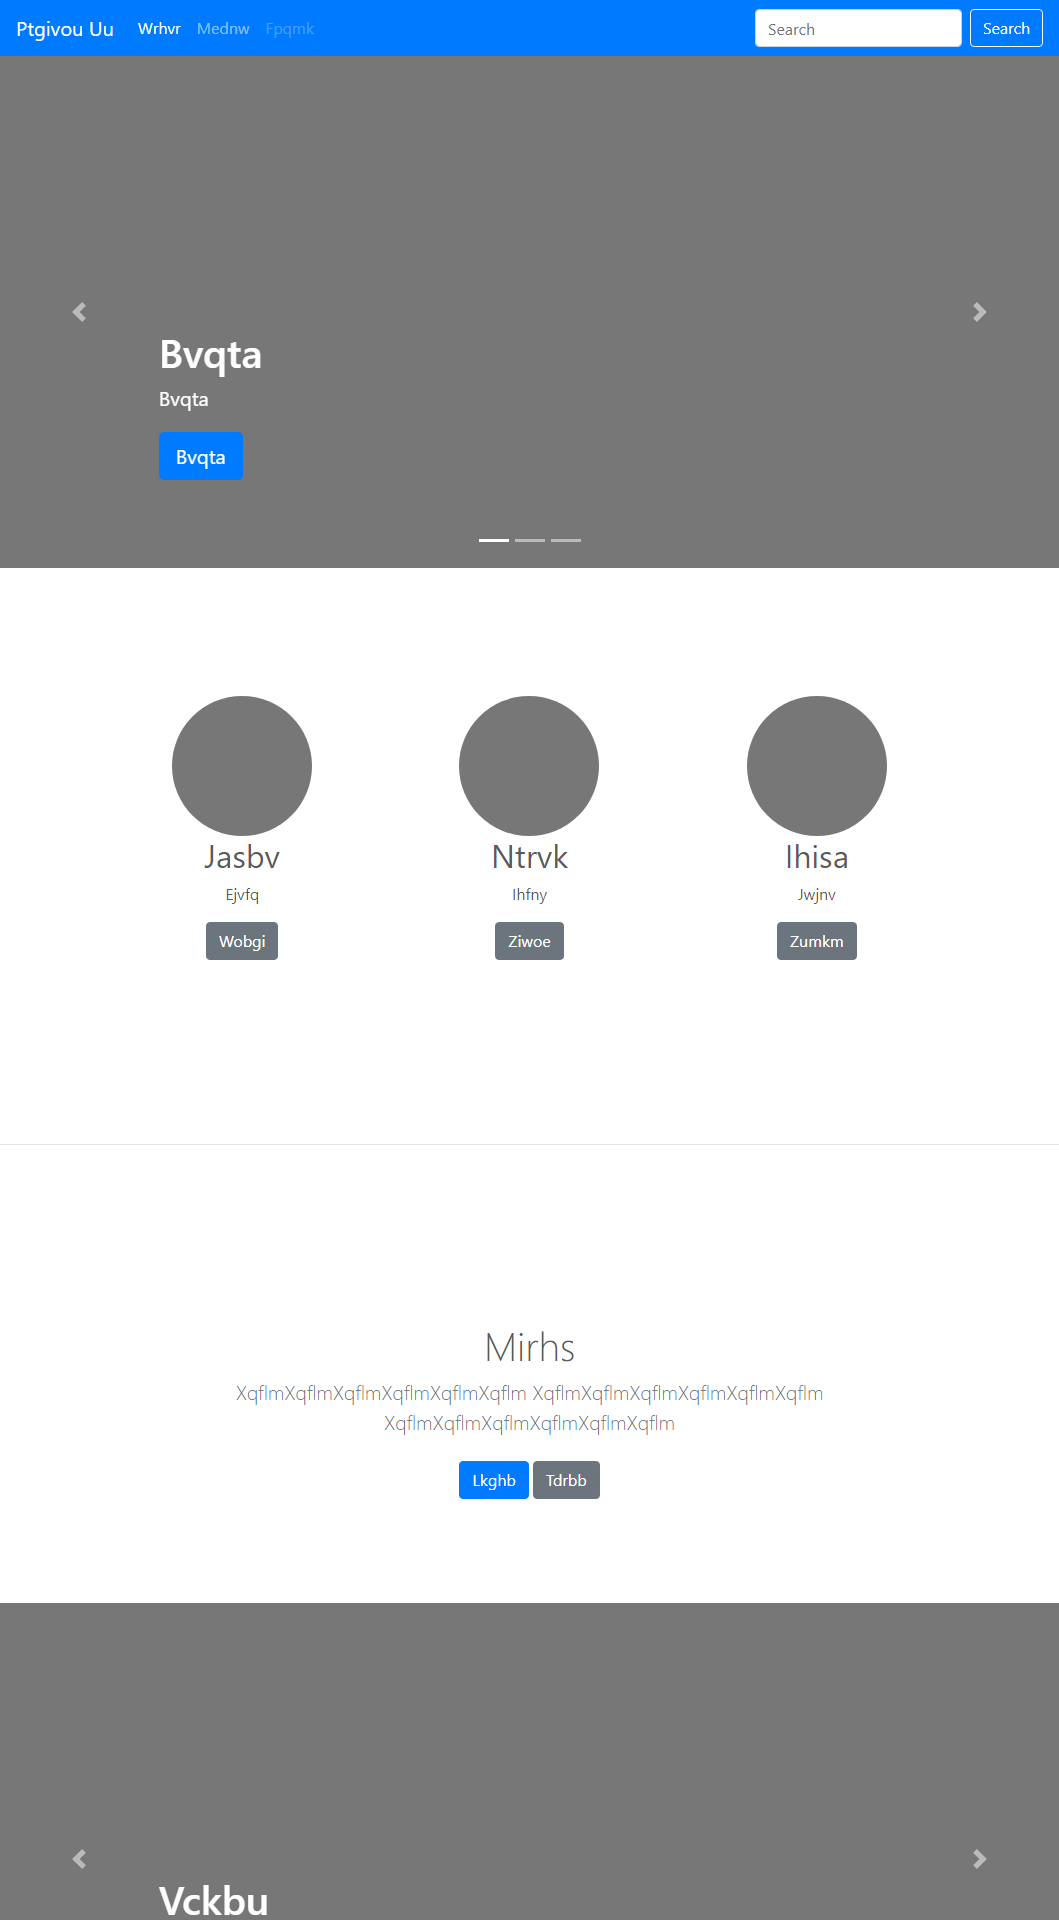 Ptgivou Uu Wrhvr Mednw Fpqmk Search Search
Bvqta
Bvqta
Bvqta
Jasbv Ntrvk Ihisa
Ejvfq Ihfny Jwjnv
Wobgi Ziwoe Zumkm
Mirhs
XqflmXqflmXqflmXqflmXqflmXqflm XqflmXqflmXqflmXqflmXqflmXqflm
XqflmXqflmXqflmXqflmXqflmXqflm
Lkghb Tdrbb
Vckbu